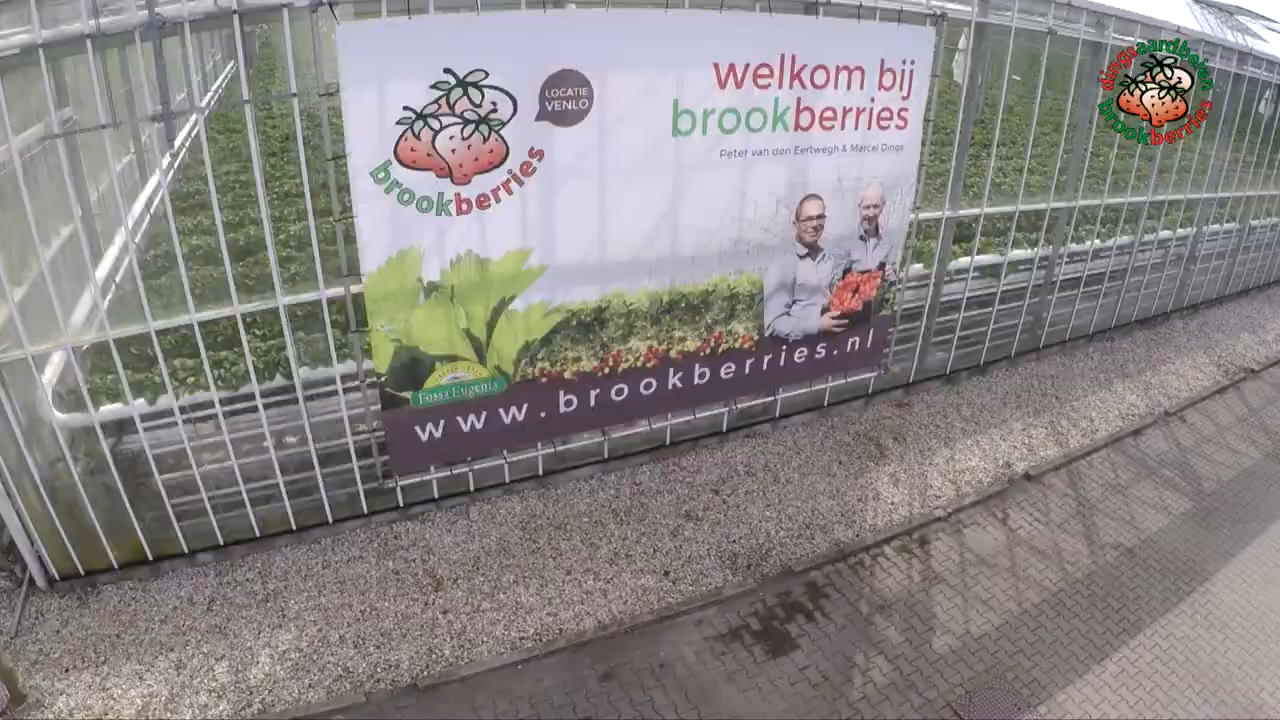 LOCATIE
VENLO
brookberries
welkom bij
brookberries
Peter van den Eertwegh & Marcel Dings
Fossa Eugenia
www.brookberries.nl
dingsaardbeien
brookberries